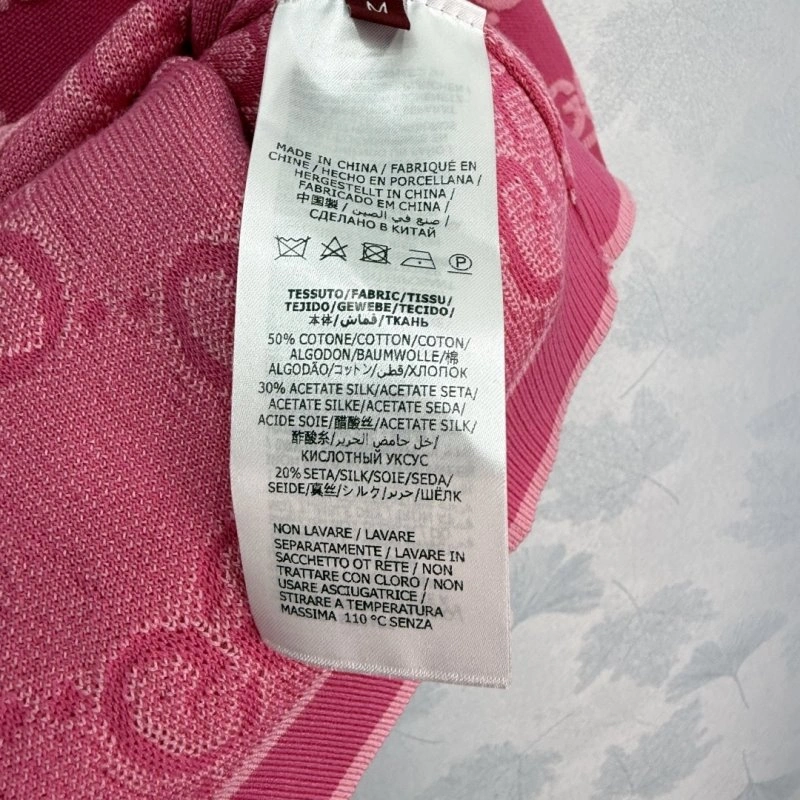 M
MADE IN CHINA / FABRIQUÉ EN
CHINE / HECHO EN PORCELLANA /
HERGESTELLT IN CHINA /
FABRICADO EM CHINA /
中国製 / صنع في الصين /
СДЕЛАНО В КИТАЙ
TESSUTO/FABRIC/TISSU/
TEJIDO/GEWEBE/TECIDO/
本体/قماش/ТКАНЬ
50% COTONE/COTTON/COTON/
ALGODON/BAUMWOLLE/棉
ALGODÃO/コットン/قطن/ХЛОПОК
30% ACETATE SILK/ACETATE SETA/
ACETATE SILKE/ACETATE SEDA/
ACIDE SOIE/醋酸丝/ACETATE SILK/
酢酸糸/خل حامض الحرير/
КИСЛОТНЫЙ УКСУС
20% SETA/SILK/SOIE/SEDA/
SEIDE/真丝/シルク/حرير/ШЁЛК
NON LAVARE / LAVARE
SEPARATAMENTE / LAVARE IN
SACCHETTO OT RETE / NON
TRATTARE CON CLORO / NON
USARE ASCIUGATRICE /
STIRARE A TEMPERATURA
MASSIMA 110 °C SENZA